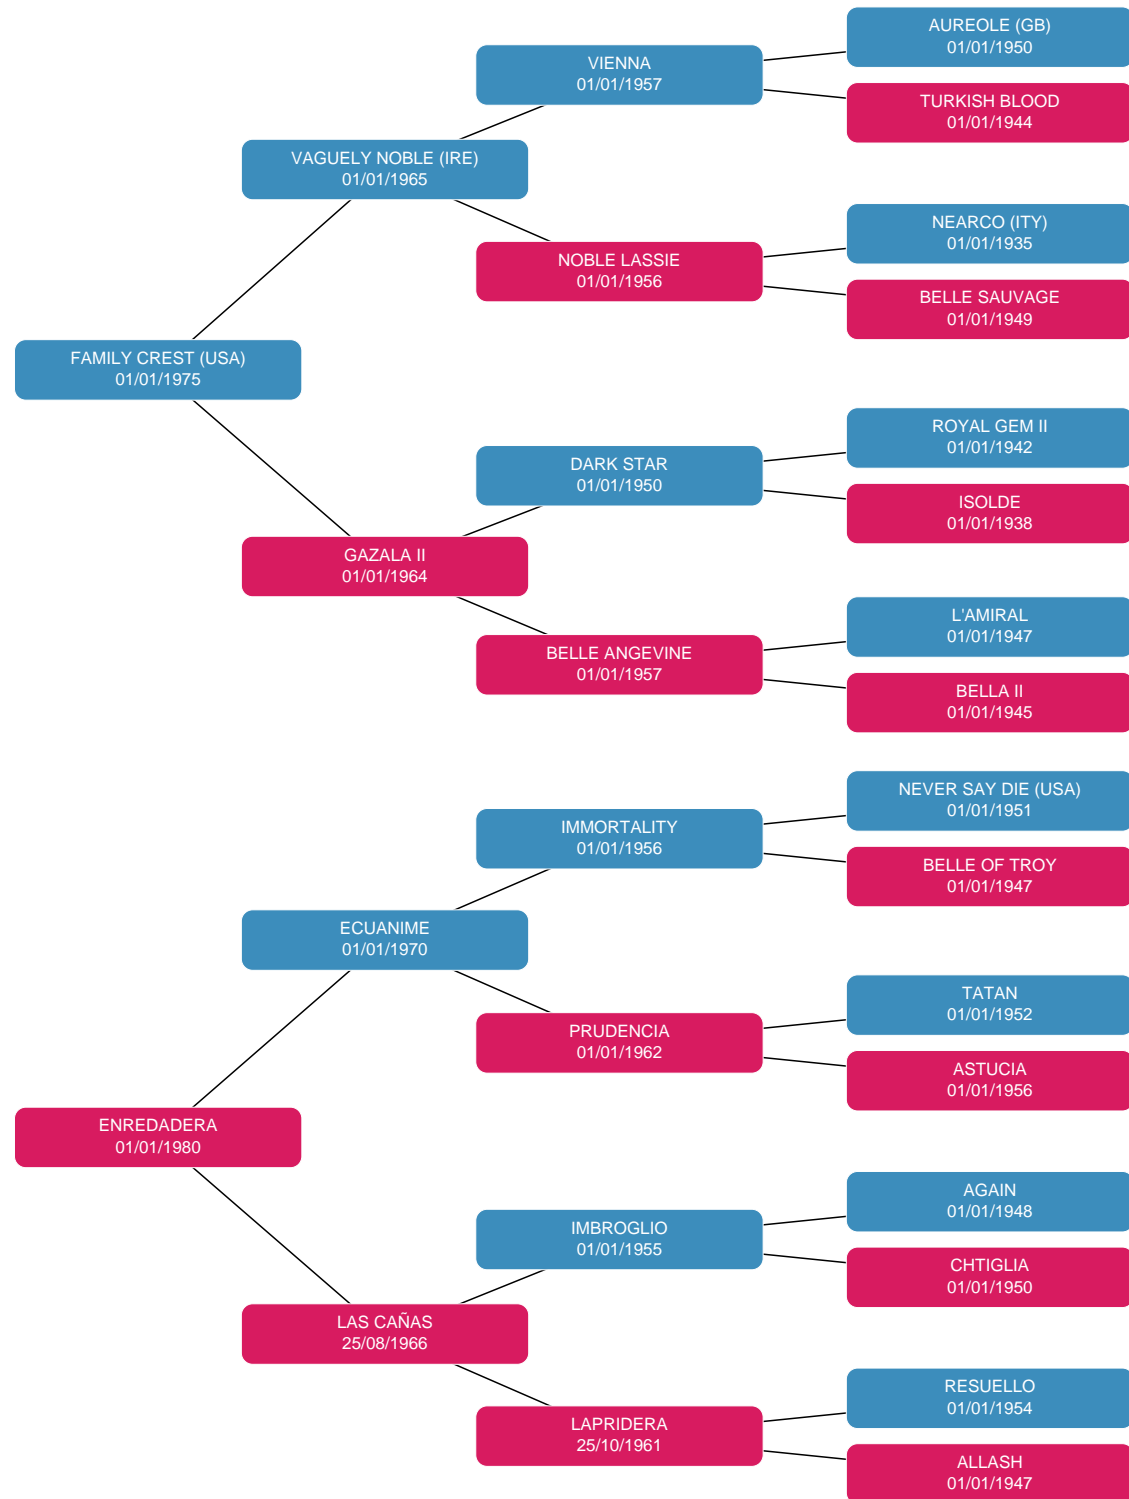 AUREOLE (GB)
01/01/1950
VIENNA
01/01/1957
TURKISH BLOOD
01/01/1944
VAGUELY NOBLE (IRE)
01/01/1965
NEARCO (ITY)
01/01/1935
NOBLE LASSIE
01/01/1956
BELLE SAUVAGE
01/01/1949
FAMILY CREST (USA)
01/01/1975
ROYAL GEM II
01/01/1942
DARK STAR
01/01/1950
ISOLDE
01/01/1938
GAZALA II
01/01/1964
L'AMIRAL
01/01/1947
BELLE ANGEVINE
01/01/1957
BELLA II
01/01/1945
NEVER SAY DIE (USA)
01/01/1951
IMMORTALITY
01/01/1956
BELLE OF TROY
01/01/1947
ECUANIME
01/01/1970
TATAN
01/01/1952
PRUDENCIA
01/01/1962
ASTUCIA
01/01/1956
ENREDADERA
01/01/1980
AGAIN
01/01/1948
IMBROGLIO
01/01/1955
CHTIGLIA
01/01/1950
LAS CAÑAS
25/08/1966
RESUELLO
01/01/1954
LAPRIDERA
25/10/1961
ALLASH
01/01/1947